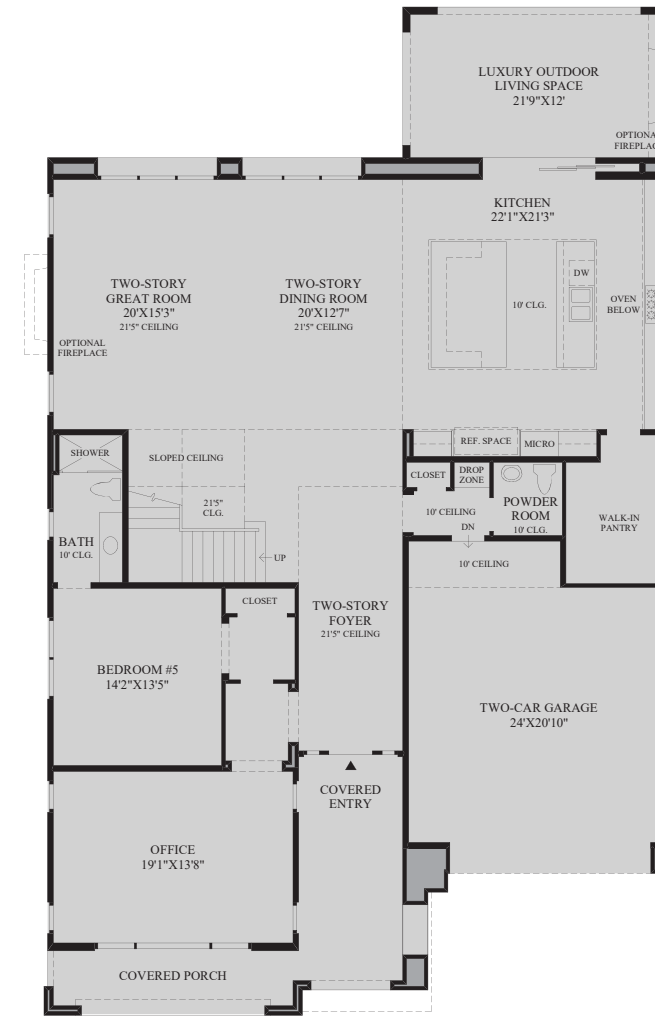 LUXURY OUTDOOR
LIVING SPACE
21'9"X12'
OPTIONA
FIREPLAC
KITCHEN
22'1"X21'3"
TWO-STORY
GREAT ROOM
20'X15'3"
21'5" CEILING
TWO-STORY
DINING ROOM
20'X12'7"
21'5" CEILING
DW
10' CLG.
OVEN
BELOW
OPTIONAL
FIREPLACE
REF. SPACE
MICRO
SHOWER
SLOPED CEILING
CLOSET
DROP
ZONE
21'5"
CLG.
10' CEILING
DN
POWDER
ROOM
10' CLG.
WALK-IN
PANTRY
BATH
10' CLG.
UP
10' CEILING
CLOSET
TWO-STORY
FOYER
21'5" CEILING
BEDROOM #5
14'2"X13'5"
TWO-CAR GARAGE
24'X20'10"
COVERED
ENTRY
OFFICE
19'1"X13'8"
COVERED PORCH